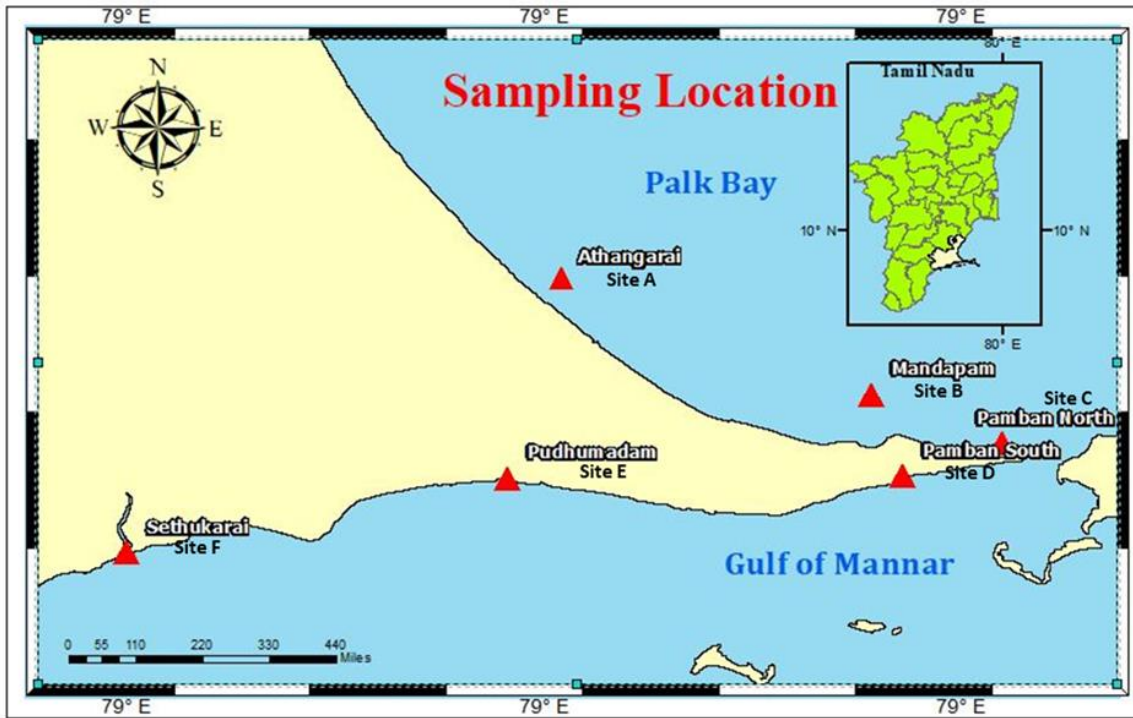 79° E 79° E 79° E
80° E
Tamil Nadu
N
Sampling Location
W E
S
Palk Bay
10° N 10° N
Athangarai
Site A
80° E
Mandapam
Site B
Site C
Pamban North
Pudhumadam
Site E
Pamban South
Site D
Sethukarai
Site F
Gulf of Mannar
0 55 110 220 330 440
Miles
79° E 79° E 79° E